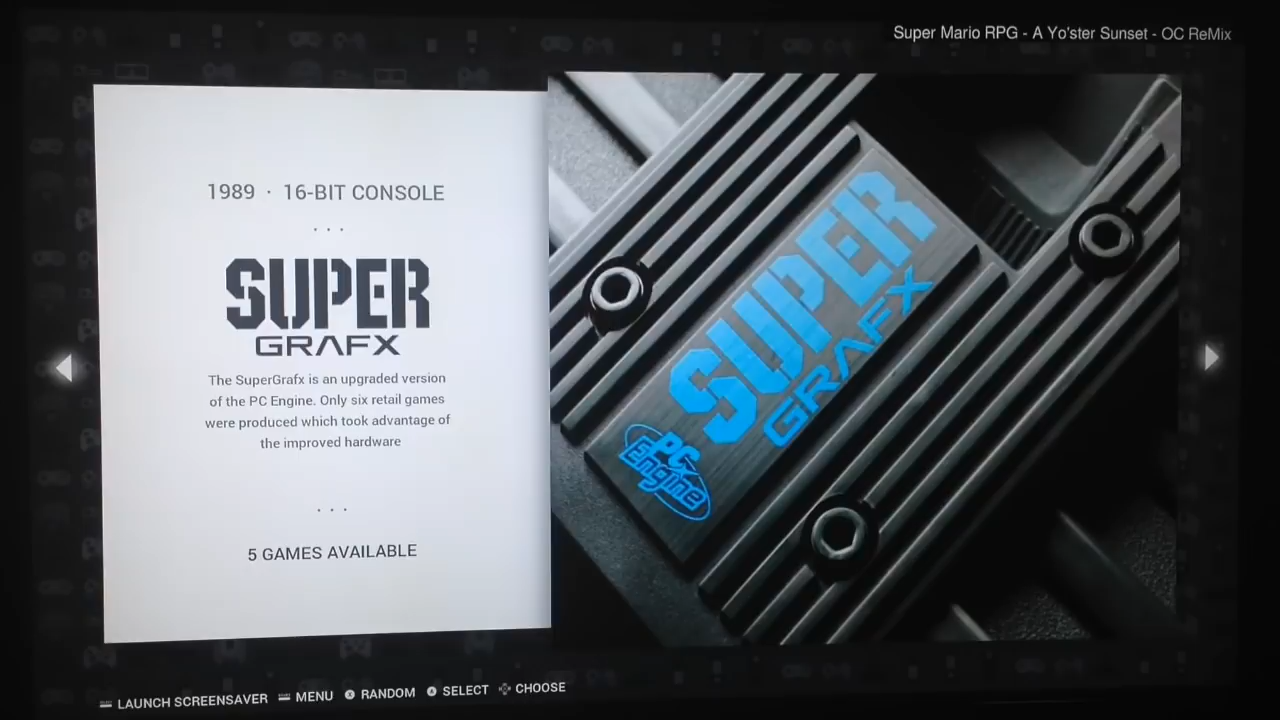 Super Mario RPG - A Yo'ster Sunset - OC ReMix
1989 · 16-BIT CONSOLE
...
SUPER
GRAFX
The SuperGrafx is an upgraded version
of the PC Engine. Only six retail games
were produced which took advantage of
the improved hardware
...
5 GAMES AVAILABLE
SUPER
GRAFX
PC
Engine
LAUNCH SCREENSAVER MENU RANDOM SELECT CHOOSE